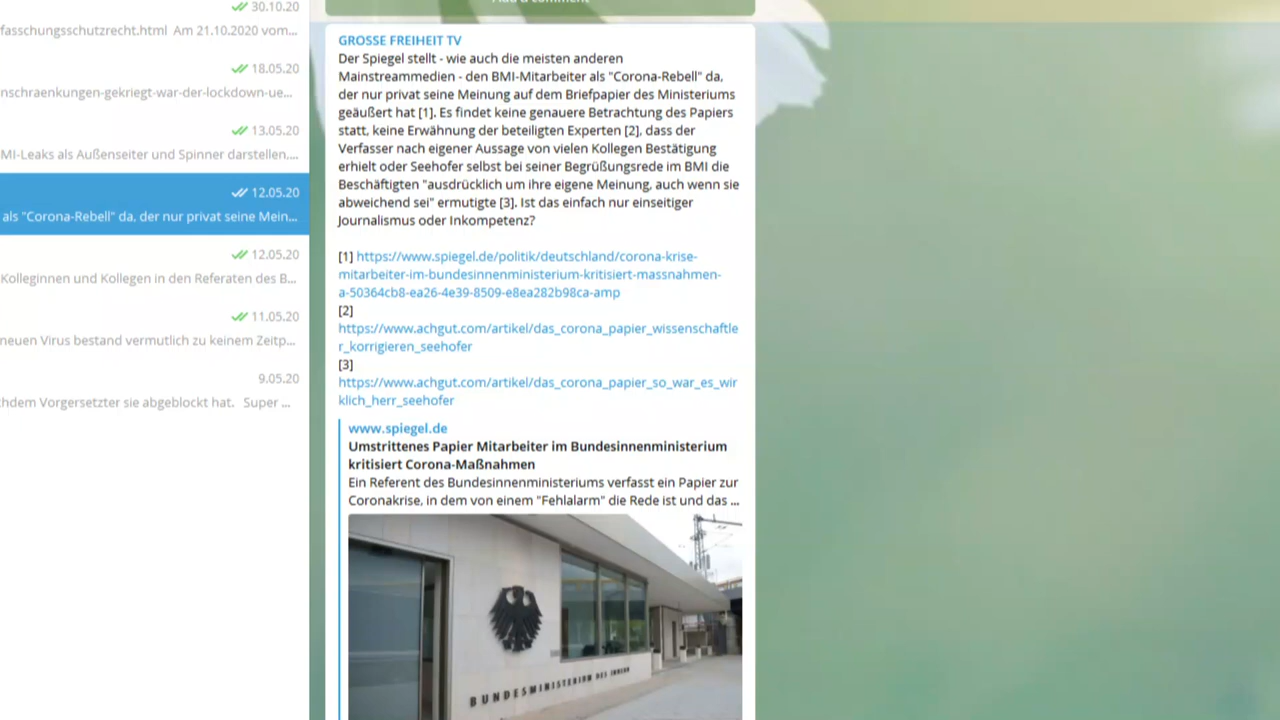 Add a comment
30.10.20
fasschungsschutzrecht.html Am 21.10.2020 vom...
18.05.20
nschraenkungen-gekriegt-war-der-lockdown-ue...
13.05.20
MI-Leaks als Außenseiter und Spinner darstellen....
12.05.20
als "Corona-Rebell" da, der nur privat seine Mein...
12.05.20
Kolleginnen und Kollegen in den Referaten des B...
11.05.20
neuen Virus bestand vermutlich zu keinem Zeitp...
9.05.20
chdem Vorgersetzter sie abgeblockt hat. Super ...
GROSSE FREIHEIT TV
Der Spiegel stellt - wie auch die meisten anderen
Mainstreammedien - den BMI-Mitarbeiter als "Corona-Rebell" da,
der nur privat seine Meinung auf dem Briefpapier des Ministeriums
geäußert hat [1]. Es findet keine genauere Betrachtung des Papiers
statt, keine Erwähnung der beteiligten Experten [2], dass der
Verfasser nach eigener Aussage von vielen Kollegen Bestätigung
erhielt oder Seehofer selbst bei seiner Begrüßungsrede im BMI die
Beschäftigten "ausdrücklich um ihre eigene Meinung, auch wenn sie
abweichend sei" ermutigte [3]. Ist das einfach nur einseitiger
Journalismus oder Inkompetenz?
[1] https://www.spiegel.de/politik/deutschland/corona-krise-
mitarbeiter-im-bundesinnenministerium-kritisiert-massnahmen-
a-50364cb8-ea26-4e39-8509-e8ea282b98ca-amp
[2]
https://www.achgut.com/artikel/das_corona_papier_wissenschaftle
r_korrigieren_seehofer
[3]
https://www.achgut.com/artikel/das_corona_papier_so_war_es_wir
klich_herr_seehofer
www.spiegel.de
Umstrittenes Papier Mitarbeiter im Bundesinnenministerium
kritisiert Corona-Maßnahmen
Ein Referent des Bundesinnenministeriums verfasst ein Papier zur
Coronakrise, in dem von einem "Fehlalarm" die Rede ist und das ...
BUNDESMINISTERIUM DES INNERN